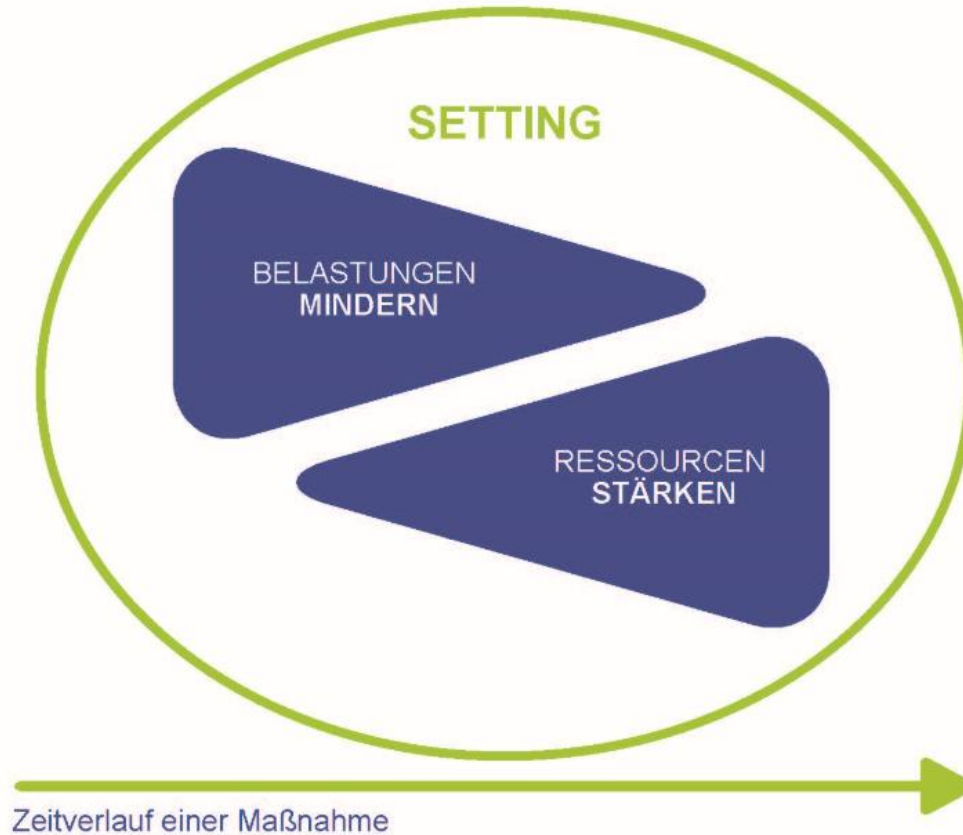 SETTING
BELASTUNGEN
MINDERN
RESSOURCEN
STÄRKEN
Zeitverlauf einer Maßnahme